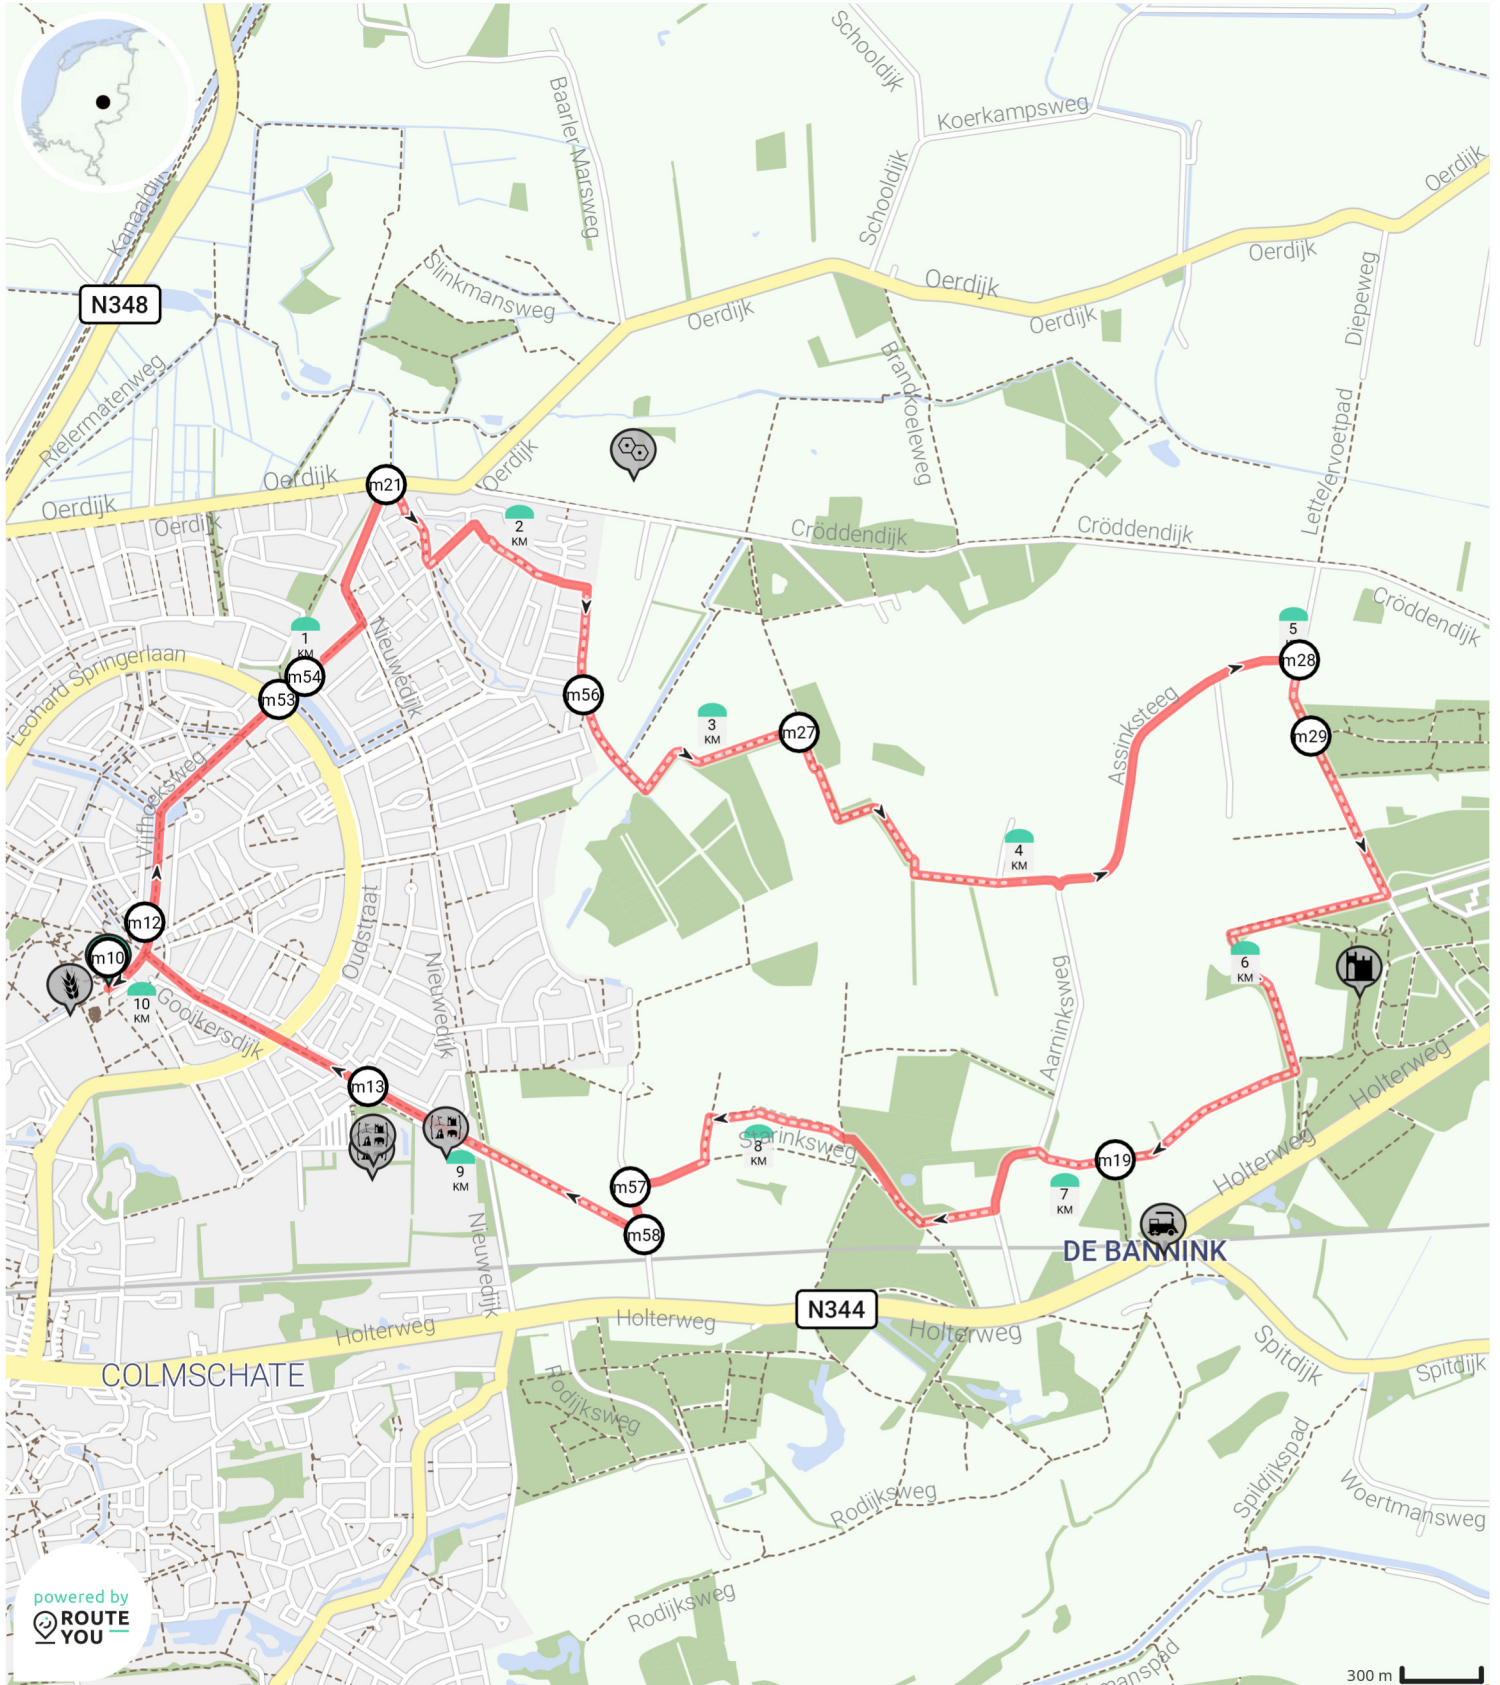 Schooldijk
Koerkampsweg
Baarler Marsweg
Oerdijk
Kanaaldijk
Schooldijk
Oerdijk
Slinkmansweg
Oerdijk
N348
Oerdijk
Oerdijk
Diepeweg
Brandkoeleweg
Rielermatenweg
Lettelervoetpad
Oerdijk
Oerdijk
m21
Oerdijk
Oerdijk
2
KM
Cröddendijk
Cröddendijk
Cröddendijk
1
KM
5
Nieuwedijk
Leonard Springerlaan
m54
m53
m28
m56
3
KM
m27
m29
Assinksteeg
Vijfhoeksweg
4
KM
m12
Oudstraat
m10
6
KM
10
KM
Gooikersdijk
Nieuwedijk
Aarninksweg
Holterweg
m13
Starinksweg
8
KM
9
KM
m19
Holterweg
7
KM
m57
m58
Nieuwedijk
DE BANNINK
N344
Holterweg
Holterweg
Holterweg
COLMSCHATE
Spitdijk
Spitdijk
Rodijksweg
Spildijkspad
Woertmansweg
Rodijksweg
Rodijksweg
powered by
ROUTE
YOU
manspad
300 m